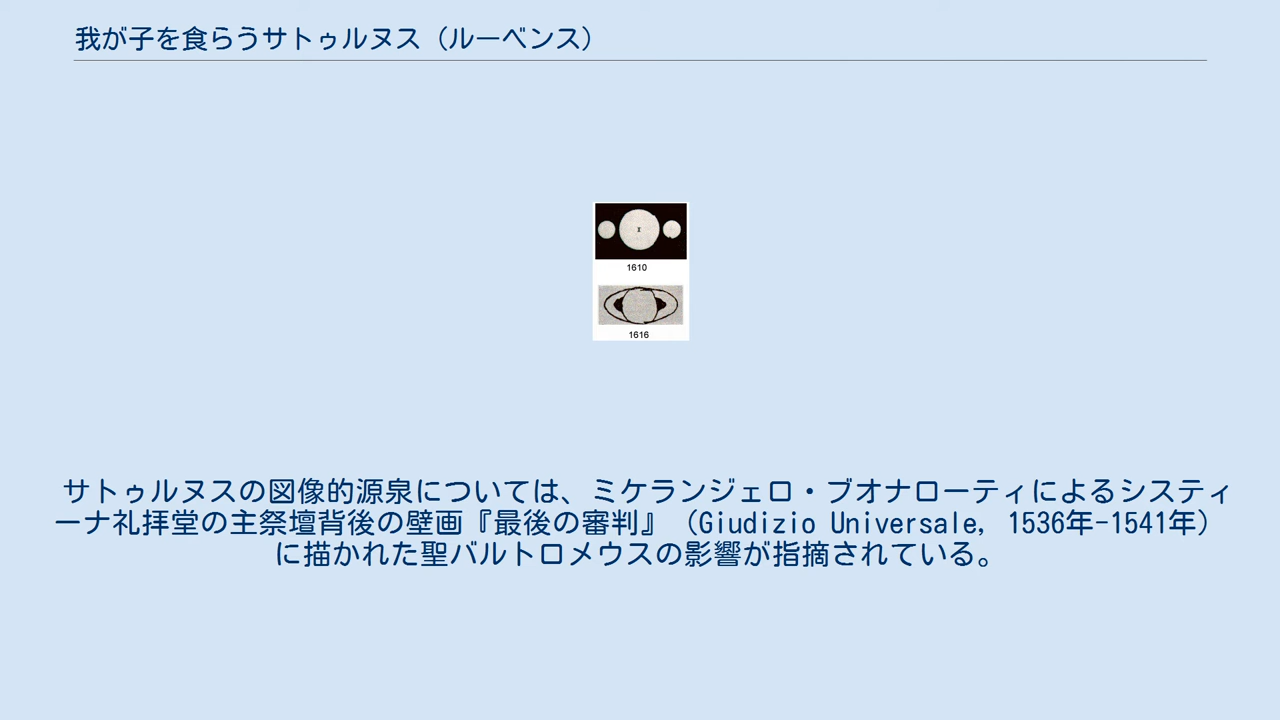 我が子を食らうサトゥルヌス（ルーベンス）
1610
1616
サトゥルヌスの図像的源泉については、ミケランジェロ・ブオナローティによるシスティ
ーナ礼拝堂の主祭壇背後の壁画『最後の審判』（Giudizio Universale, 1536年-1541年）
に描かれた聖バルトロメウスの影響が指摘されている。